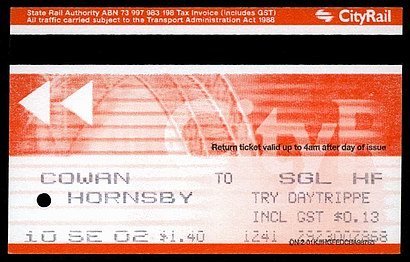 State Rail Authority ABN 73 997 983 198 Tax Invoice (includes GST)
All traffic carried subject to the Transport Administration Act 1988
CityRail
Return ticket valid up to 4am after day of issue
COWAN TO SGL HF
HORNSBY TRY DAYTRIPPE
INCL GST $0.13
10 SE 02 $1.40 1241